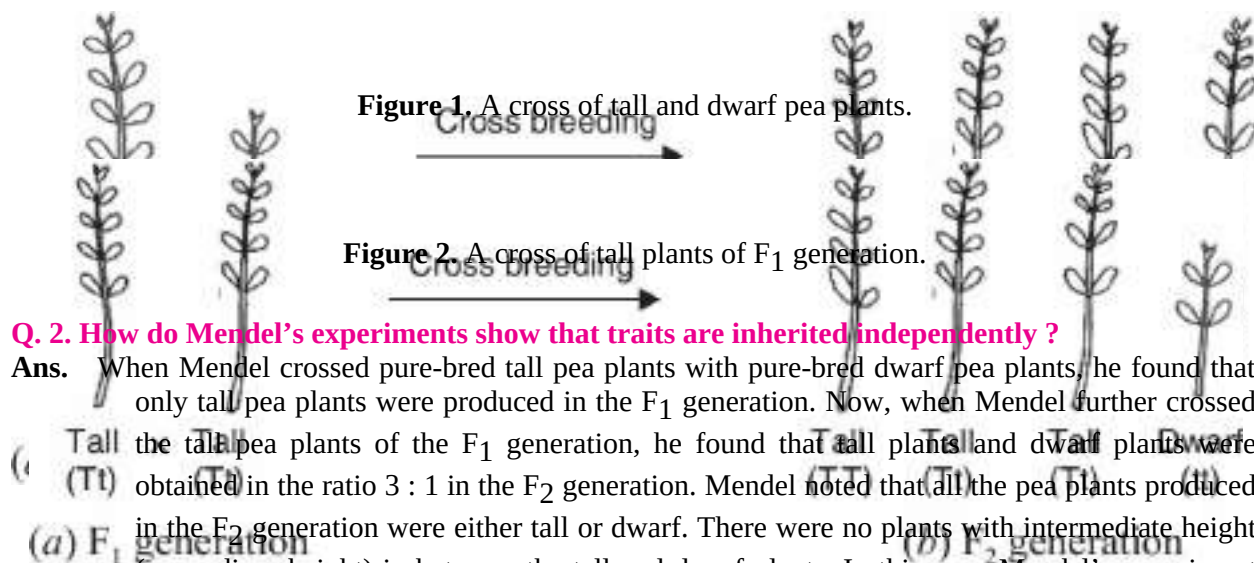 Figure 1. A cross of tall and dwarf pea plants.
Cross breeding
Figure 2. A cross of tall plants of F1 generation.
Cross breeding
Q. 2. How do Mendel’s experiments show that traits are inherited independently ?
Ans. When Mendel crossed pure-bred tall pea plants with pure-bred dwarf pea plants, he found that
only tall pea plants were produced in the F1 generation. Now, when Mendel further crossed
the tall pea plants of the F1 generation, he found that tall plants and dwarf plants were
obtained in the ratio 3 : 1 in the F2 generation. Mendel noted that all the pea plants produced
in the F2 generation were either tall or dwarf. There were no plants with intermediate height
Tall × Tall Tall Tall Tall Dwarf
(Tt) (Tt) (TT) (Tt) (Tt) (tt)
(a) F1 generation (b) F2 generation